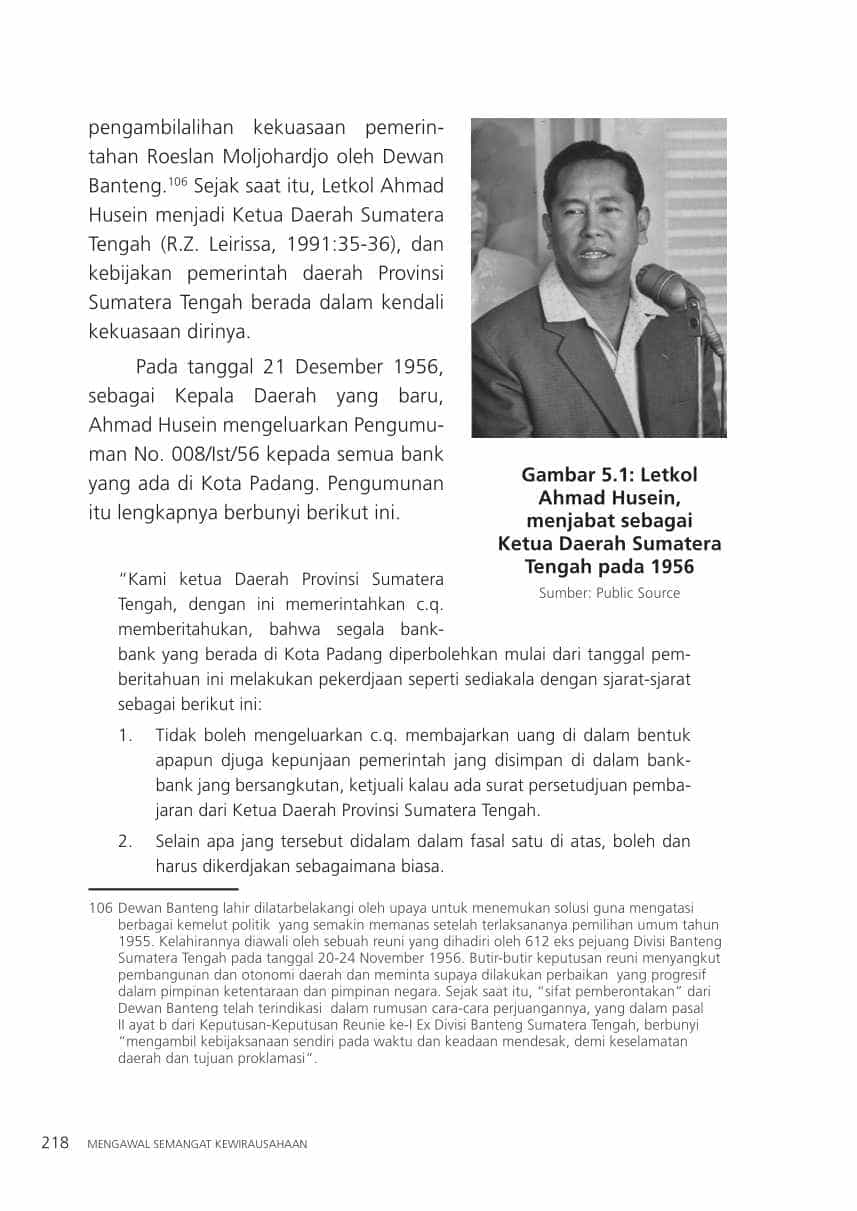 pengambilalihan kekuasaan pemerin-
tahan Roeslan Moljohardjo oleh Dewan
Banteng.106 Sejak saat itu, Letkol Ahmad
Husein menjadi Ketua Daerah Sumatera
Tengah (R.Z. Leirissa, 1991:35-36), dan
kebijakan pemerintah daerah Provinsi
Sumatera Tengah berada dalam kendali
kekuasaan dirinya.
Pada tanggal 21 Desember 1956,
sebagai Kepala Daerah yang baru,
Ahmad Husein mengeluarkan Pengumu-
man No. 008/Ist/56 kepada semua bank
yang ada di Kota Padang. Pengumunan
itu lengkapnya berbunyi berikut ini.
Gambar 5.1: Letkol
Ahmad Husein,
menjabat sebagai
Ketua Daerah Sumatera
Tengah pada 1956
Sumber: Public Source
“Kami ketua Daerah Provinsi Sumatera
Tengah, dengan ini memerintahkan c.q.
memberitahukan, bahwa segala bank-
bank yang berada di Kota Padang diperbolehkan mulai dari tanggal pem-
beritahuan ini melakukan pekerdjaan seperti sediakala dengan sjarat-sjarat
sebagai berikut ini:
1. Tidak boleh mengeluarkan c.q. membajarkan uang di dalam bentuk
apapun djuga kepunjaan pemerintah jang disimpan di dalam bank-
bank jang bersangkutan, ketjuali kalau ada surat persetudjuan pemba-
jaran dari Ketua Daerah Provinsi Sumatera Tengah.
2. Selain apa jang tersebut didalam dalam fasal satu di atas, boleh dan
harus dikerdjakan sebagaimana biasa.
106 Dewan Banteng lahir dilatarbelakangi oleh upaya untuk menemukan solusi guna mengatasi
berbagai kemelut politik yang semakin memanas setelah terlaksananya pemilihan umum tahun
1955. Kelahirannya diawali oleh sebuah reuni yang dihadiri oleh 612 eks pejuang Divisi Banteng
Sumatera Tengah pada tanggal 20-24 November 1956. Butir-butir keputusan reuni menyangkut
pembangunan dan otonomi daerah dan meminta supaya dilakukan perbaikan yang progresif
dalam pimpinan ketentaraan dan pimpinan negara. Sejak saat itu, “sifat pemberontakan” dari
Dewan Banteng telah terindikasi dalam rumusan cara-cara perjuangannya, yang dalam pasal
II ayat b dari Keputusan-Keputusan Reunie ke-I Ex Divisi Banteng Sumatera Tengah, berbunyi
“mengambil kebijaksanaan sendiri pada waktu dan keadaan mendesak, demi keselamatan
daerah dan tujuan proklamasi”.
218 MENGAWAL SEMANGAT KEWIRAUSAHAAN